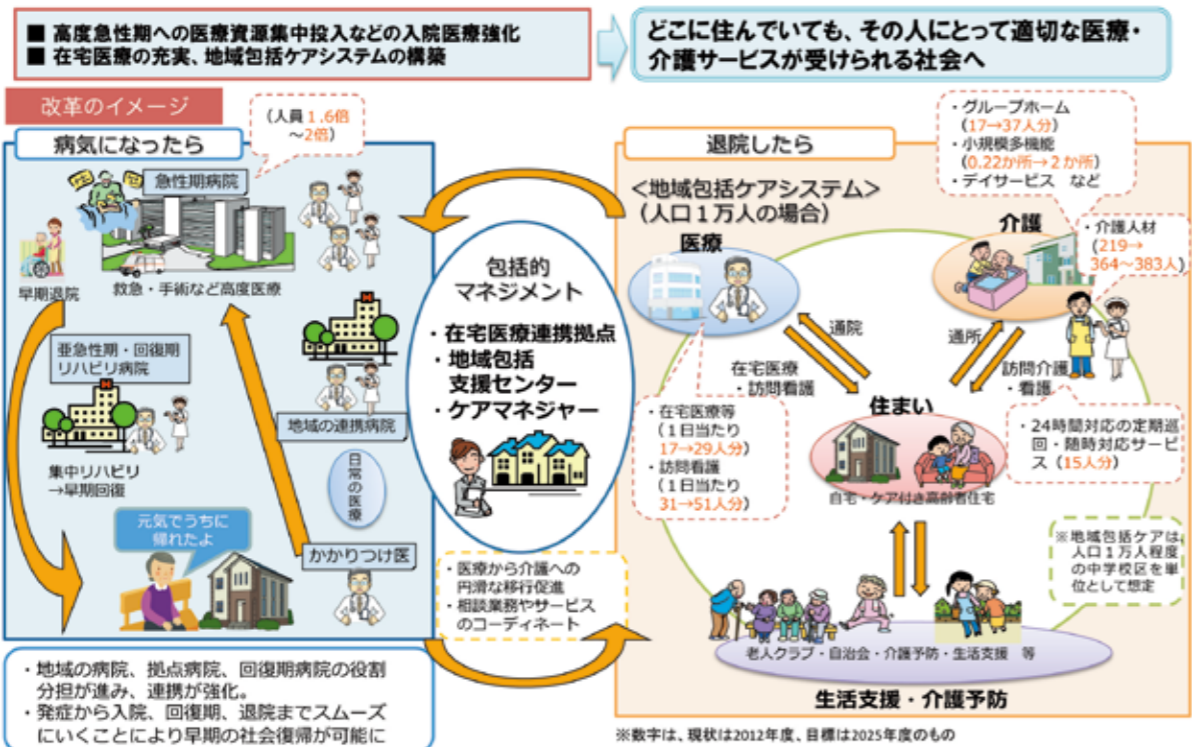 ■ 高度急性期への医療資源集中投入などの入院医療強化
■ 在宅医療の充実、地域包括ケアシステムの構築
どこに住んでいても、その人にとって適切な医療・
介護サービスが受けられる社会へ
改革のイメージ
病気になったら
（人員１.６倍
～2倍）
急性期病院
早期退院
救急・手術など高度医療
亜急性期・回復期
リハビリ病院
集中リハビリ
→早期回復
地域の連携病院
日常の医療
元気でうちに
帰れたよ
かかりつけ医
・地域の病院、拠点病院、回復期病院の役割
分担が進み、連携が強化。
・発症から入院、回復期、退院までスムーズ
にいくことにより早期の社会復帰が可能に
包括的
マネジメント
・在宅医療連携拠点
・地域包括
支援センター
・ケアマネジャー
・医療から介護への
円滑な移行促進
・相談業務やサービス
のコーディネート
退院したら
＜地域包括ケアシステム＞
（人口１万人の場合）
・グループホーム
（17→37人分）
・小規模多機能
（0.22か所→２か所）
・デイサービス など
医療
介護
・介護人材
（219→
364～383人）
通院
在宅医療
・訪問看護
通所
訪問介護
・看護
・在宅医療等
（1日当たり
17→29人分）
・訪問看護
（1日当たり
31→51人分）
住まい
自宅・ケア付き高齢者住宅
・24時間対応の定期巡
回・随時対応サービ
ス（15人分）
※地域包括ケアは、
人口１万人程度
の中学校区を単
位として想定
老人クラブ・自治会・介護予防・生活支援 等
生活支援・介護予防
※数字は、現状は2012年度、目標は2025年度のもの